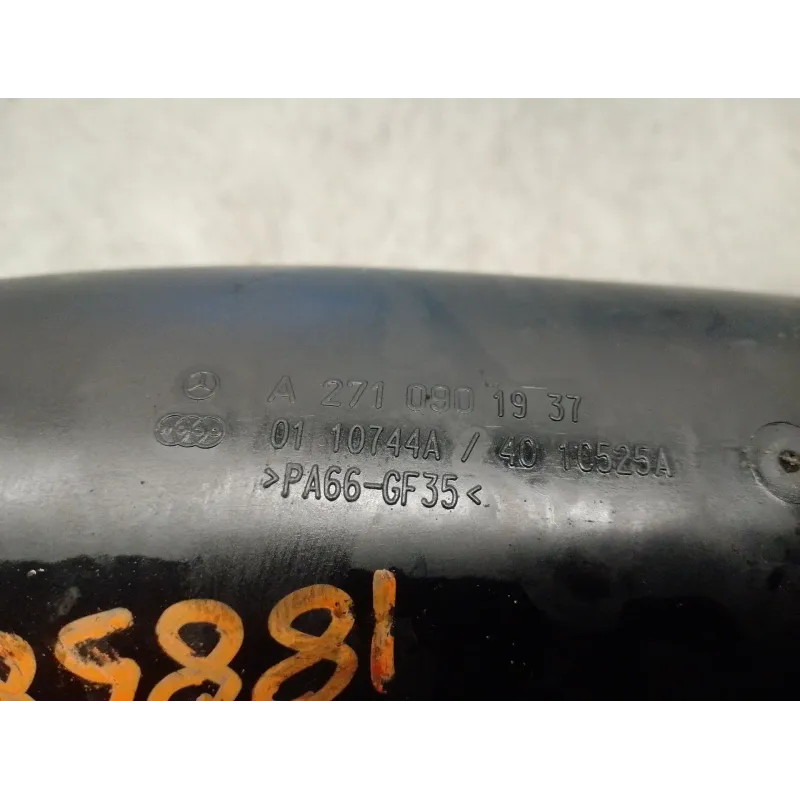 A 271 090 19 37
01 10744A / 40 10525A
>PA66-GF35<
85881